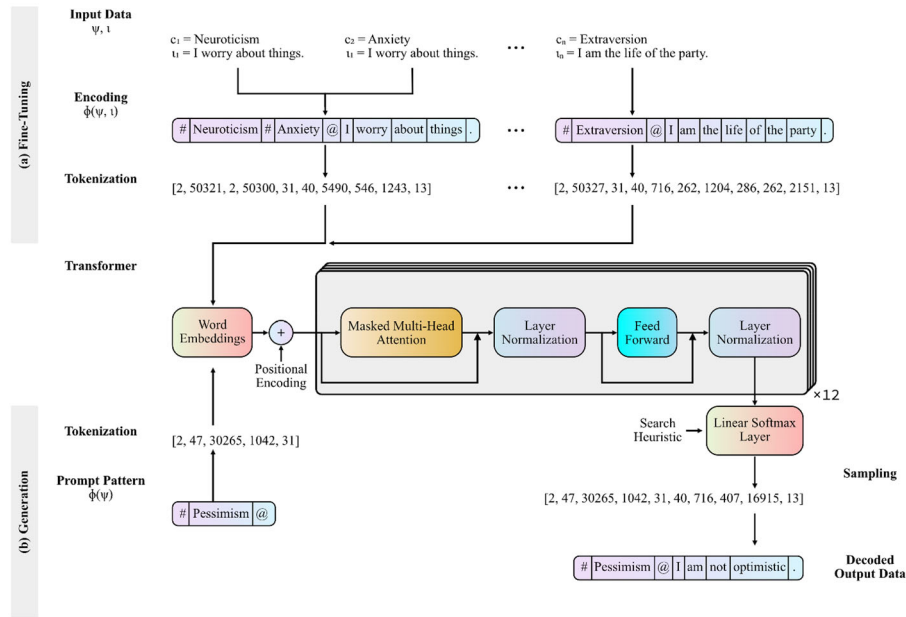 (a) Fine-Tuning
Input Data
ψ, ι
c₁ = Neuroticism
ι₁ = I worry about things.
c₂ = Anxiety
ι₁ = I worry about things.
...
cₙ = Extraversion
ιₙ = I am the life of the party.
Encoding
ϕ(ψ, ι)
# Neuroticism # Anxiety @ I worry about things .
...
# Extraversion @ I am the life of the party .
Tokenization
[2, 50321, 2, 50300, 31, 40, 5490, 546, 1243, 13]
...
[2, 50327, 31, 40, 716, 262, 1204, 286, 262, 2151, 13]
Transformer
Word
Embeddings
+
Positional
Encoding
Masked Multi-Head
Attention
Layer
Normalization
Feed
Forward
Layer
Normalization
×12
(b) Generation
Tokenization
[2, 47, 30265, 1042, 31]
Prompt Pattern
ϕ(ψ)
# Pessimism @
Search
Heuristic
Linear Softmax
Layer
Sampling
[2, 47, 30265, 1042, 31, 40, 716, 407, 16915, 13]
# Pessimism @ I am not optimistic .
Decoded
Output Data